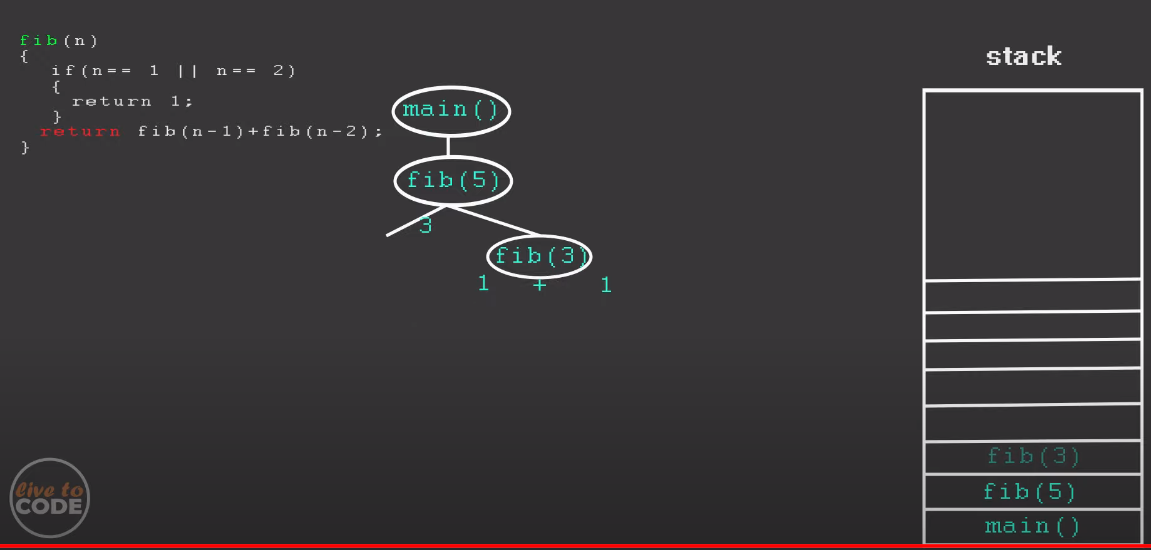 fib(n)
{
if(n== 1 || n== 2)
{
return 1;
}
return fib(n-1)+fib(n-2);
}
main()
fib(5)
3
fib(3)
1 + 1
stack
fib(3)
fib(5)
main()
live to
CODE